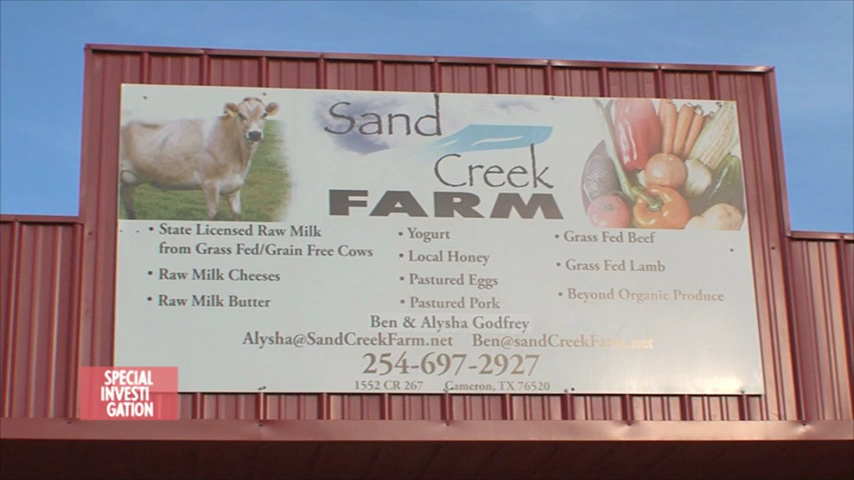 Sand
Creek
FARM
• State Licensed Raw Milk
from Grass Fed/Grain Free Cows
• Raw Milk Cheeses
• Raw Milk Butter
• Yogurt
• Local Honey
• Pastured Eggs
• Pastured Pork
• Grass Fed Beef
• Grass Fed Lamb
• Beyond Organic Produce
Ben & Alysha Godfrey
Alysha@SandCreekFarm.net Ben@sandCreekFarm.net
254-697-2927
1552 CR 267 Cameron, TX 76520
SPECIAL
INVESTI
GATION